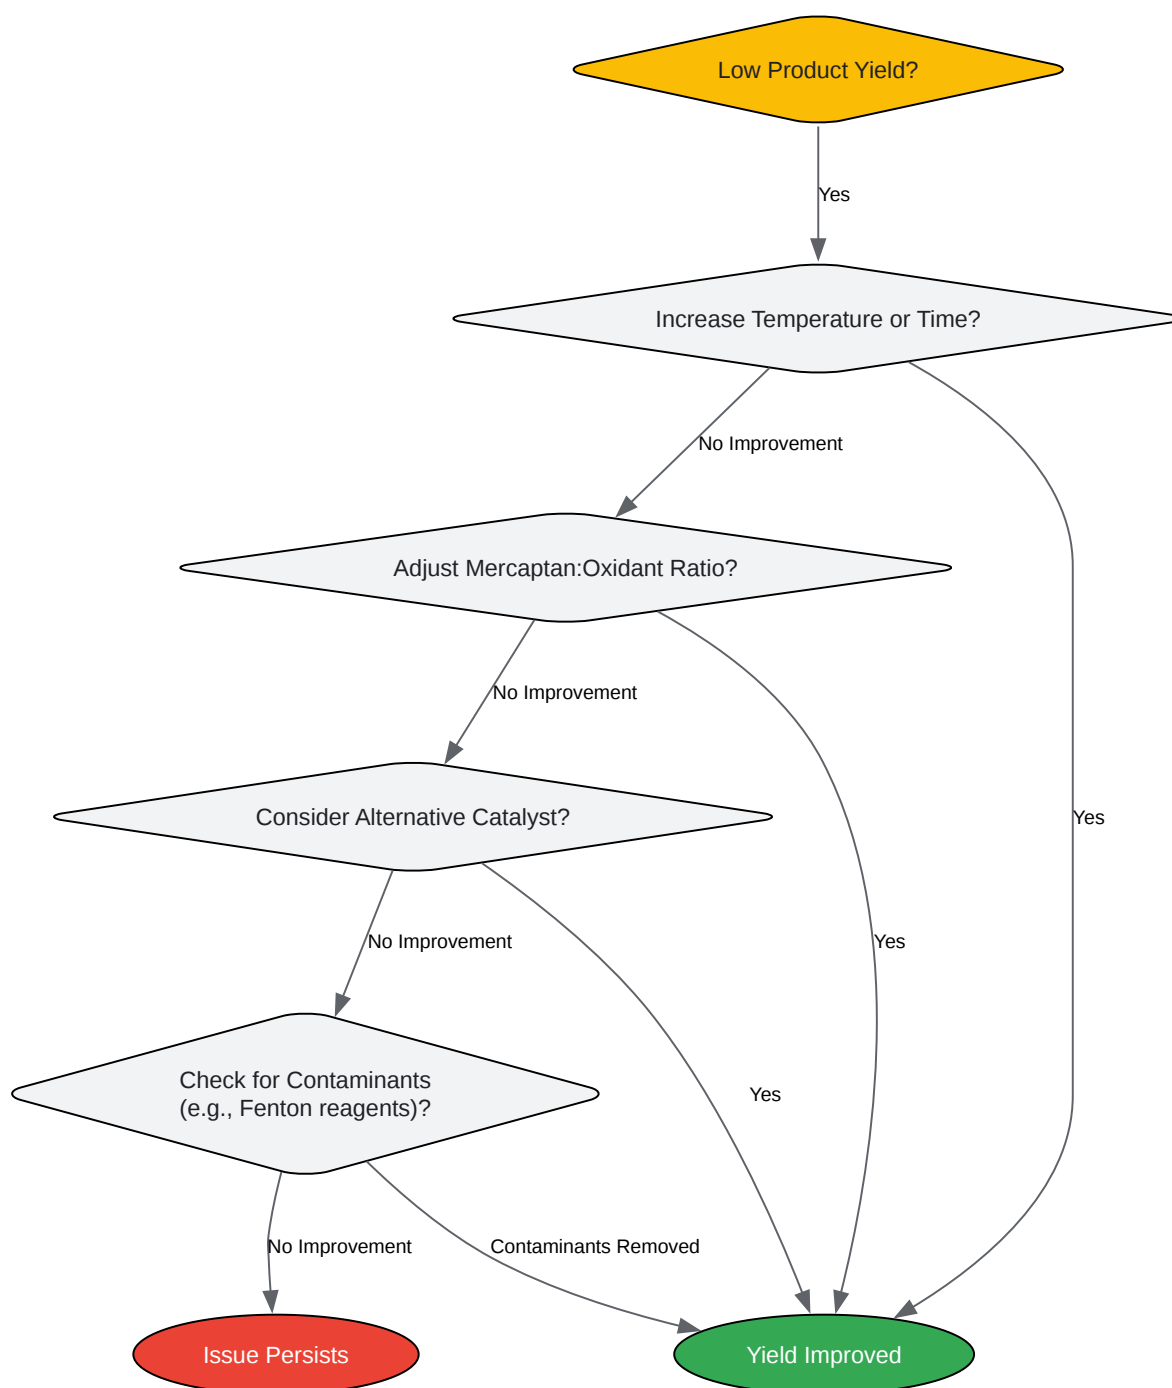 Low Product Yield?
Yes
Increase Temperature or Time?
No Improvement
Adjust Mercaptan:Oxidant Ratio?
No Improvement
Consider Alternative Catalyst?
Yes
No Improvement
Yes
Check for Contaminants
(e.g., Fenton reagents)?
Yes
No Improvement
Contaminants Removed
Issue Persists
Yield Improved